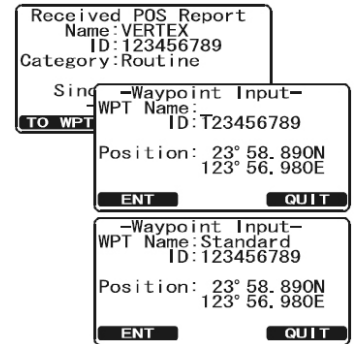 Received POS Report
Name:VERTEX
ID:123456789
Category:Routine
TO WPT
—Waypoint Input—
WPT Name:_
ID:123456789
Position: 23°58.890N
123°56.980E
ENT QUIT
—Waypoint Input—
WPT Name:Standard
ID:123456789
Position: 23°58.890N
123°56.980E
ENT QUIT